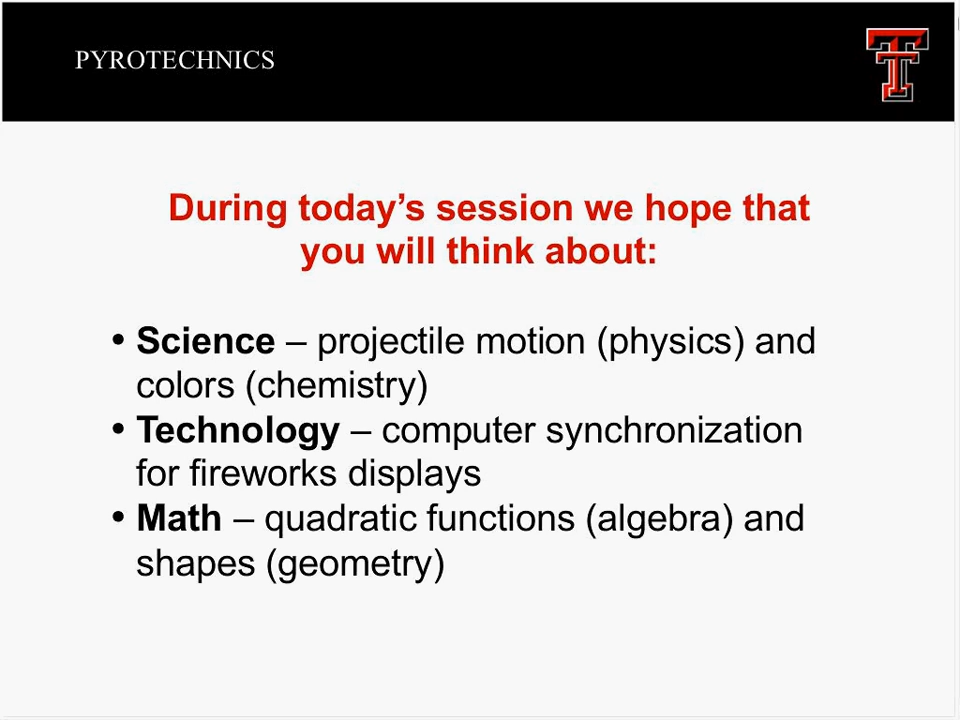 PYROTECHNICS
During today’s session we hope that
you will think about:
• Science – projectile motion (physics) and
colors (chemistry)
• Technology – computer synchronization
for fireworks displays
• Math – quadratic functions (algebra) and
shapes (geometry)